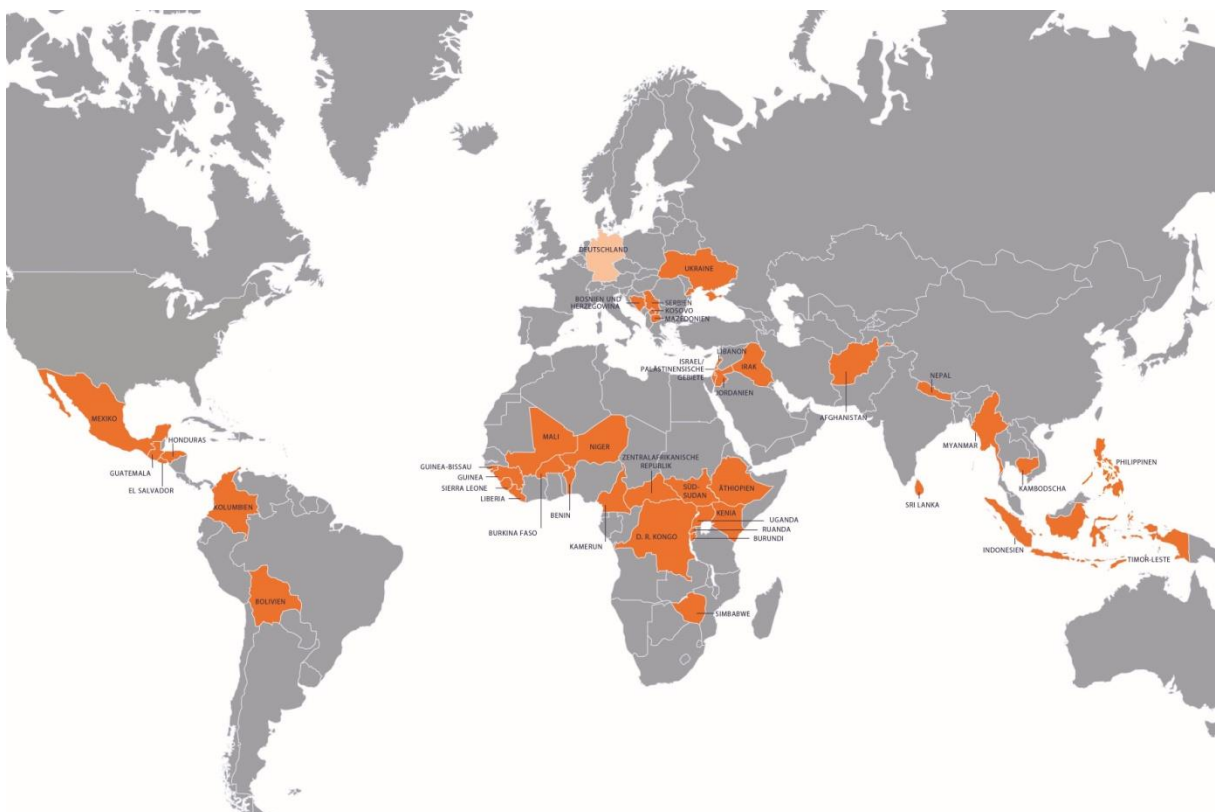 DEUTSCHLAND
UKRAINE
BOSNIEN UND
HERZEGOWINA
SERBIEN
KOSOVO
MAZEDONIEN
LIBANON
ISRAEL/
PALÄSTINENSISCHE
GEBIETE
IRAK
JORDANIEN
AFGHANISTAN
NEPAL
MYANMAR
PHILIPPINEN
KAMBODSCHA
SRI LANKA
INDONESIEN
TIMOR-LESTE
MEXIKO
HONDURAS
GUATEMALA
EL SALVADOR
KOLUMBIEN
BOLIVIEN
MALI
NIGER
ZENTRALAFRIKANISCHE
REPUBLIK
GUINEA-BISSAU
GUINEA
SIERRA LEONE
LIBERIA
BURKINA FASO
BENIN
KAMERUN
SÜD-
SUDAN
ÄTHIOPIEN
KENIA
D. R. KONGO
UGANDA
RUANDA
BURUNDI
SIMBABWE